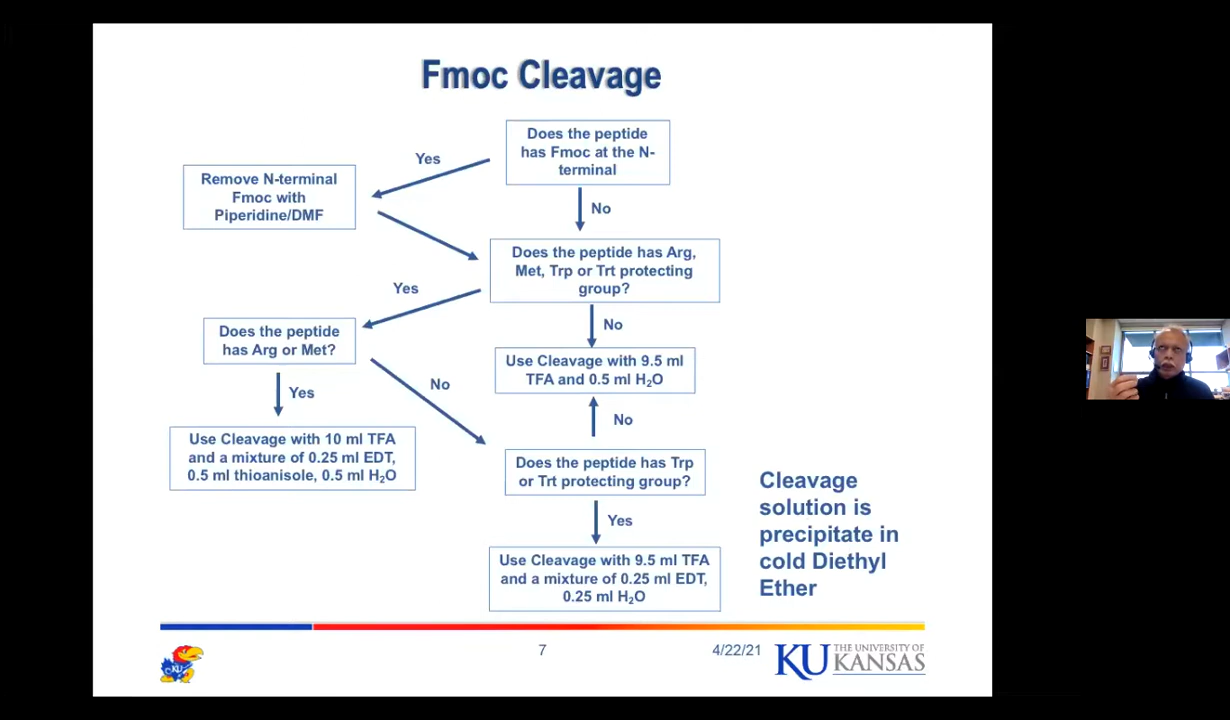 Fmoc Cleavage
Does the peptide
has Fmoc at the N-
terminal
Yes
Remove N-terminal
Fmoc with
Piperidine/DMF
No
Does the peptide has Arg,
Met, Trp or Trt protecting
group?
Yes
No
Does the peptide
has Arg or Met?
Use Cleavage with 9.5 ml
TFA and 0.5 ml H₂O
No
Yes
No
Use Cleavage with 10 ml TFA
and a mixture of 0.25 ml EDT,
0.5 ml thioanisole, 0.5 ml H₂O
Does the peptide has Trp
or Trt protecting group?
Yes
Use Cleavage with 9.5 ml TFA
and a mixture of 0.25 ml EDT,
0.25 ml H₂O
Cleavage
solution is
precipitate in
cold Diethyl
Ether
7
4/22/21
KU THE UNIVERSITY OF
KANSAS
KU